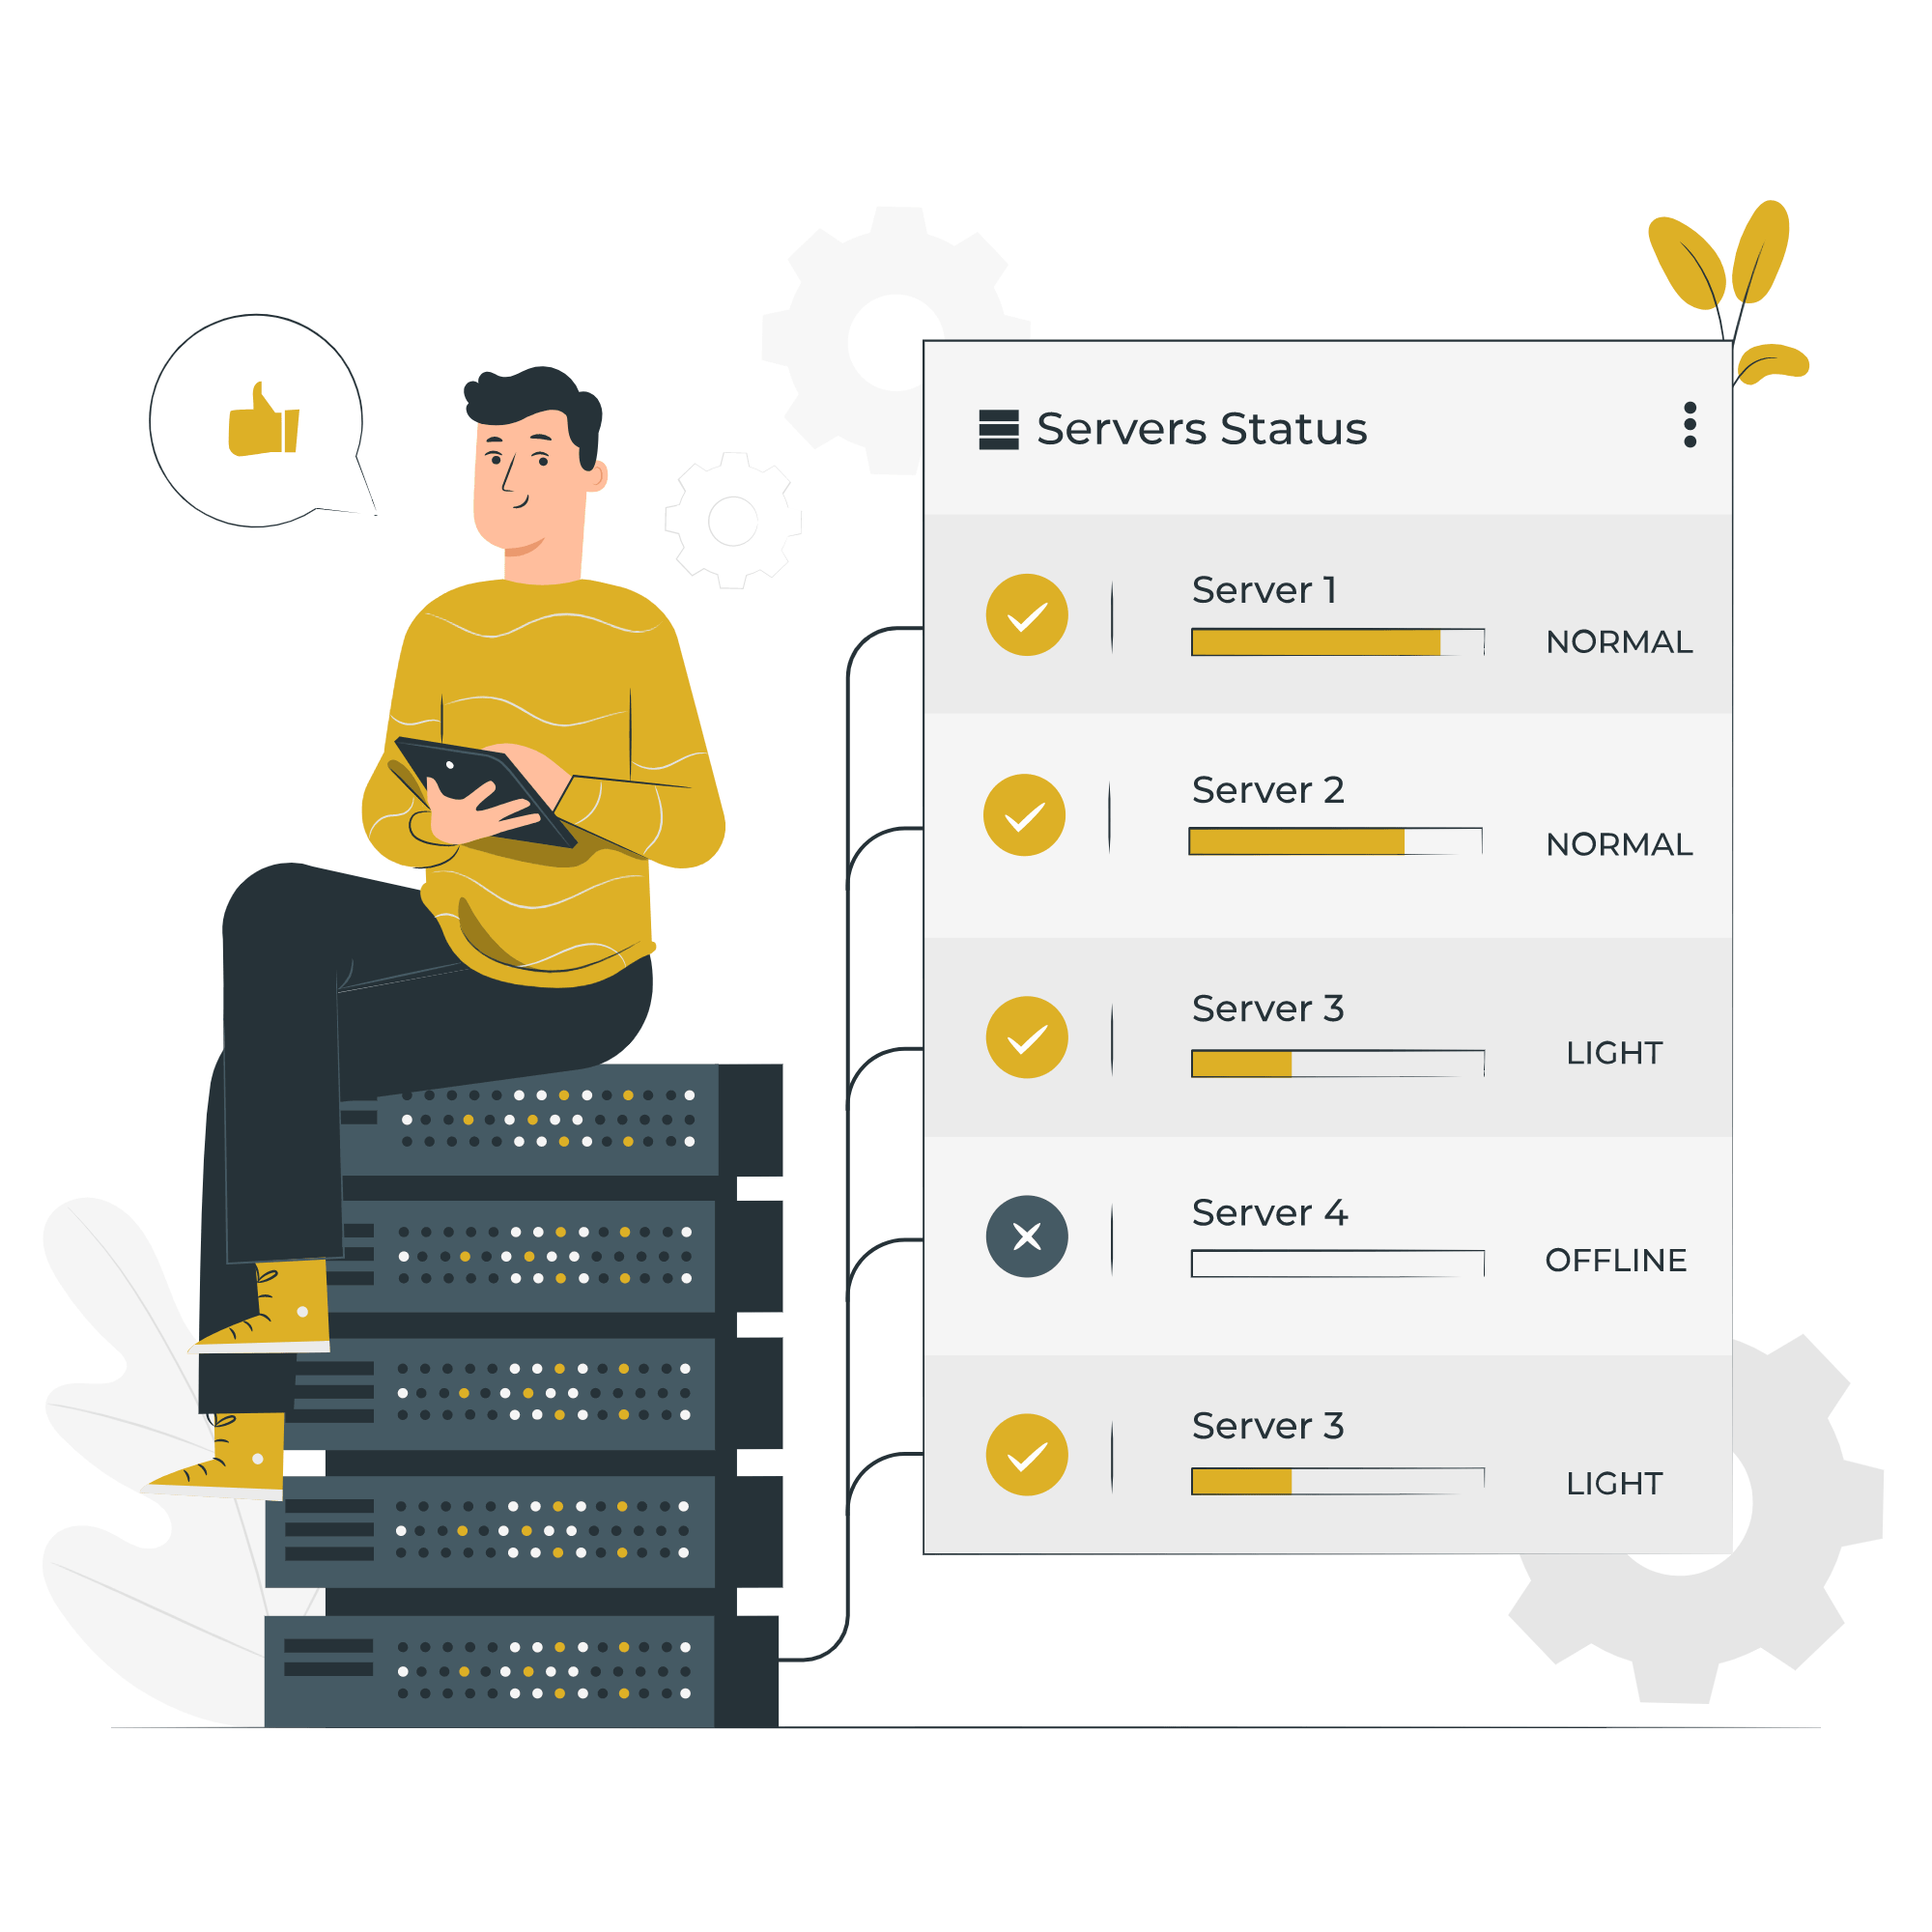 Servers Status
Server 1
NORMAL
Server 2
NORMAL
Server 3
LIGHT
Server 4
OFFLINE
Server 3
LIGHT